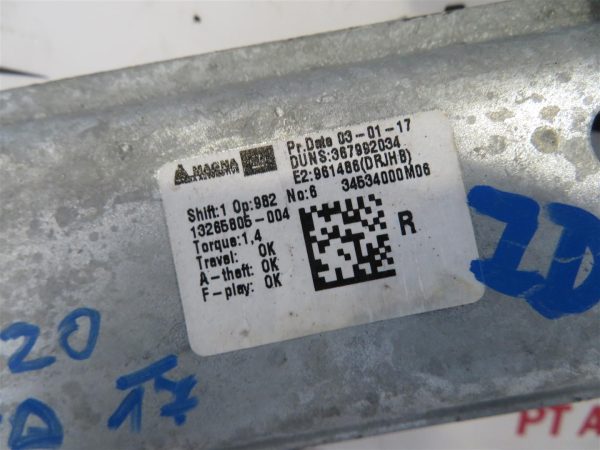 MAGNA
Pr.Date 03-01-17
DUNS:367992034
E2:961486(DRJHB)
Shift:1 Op:982 No:6 34534000M06
13265805-004
Torque:1,4
Travel: OK
A-theft: OK
F-play: OK
R
20
17
PT A